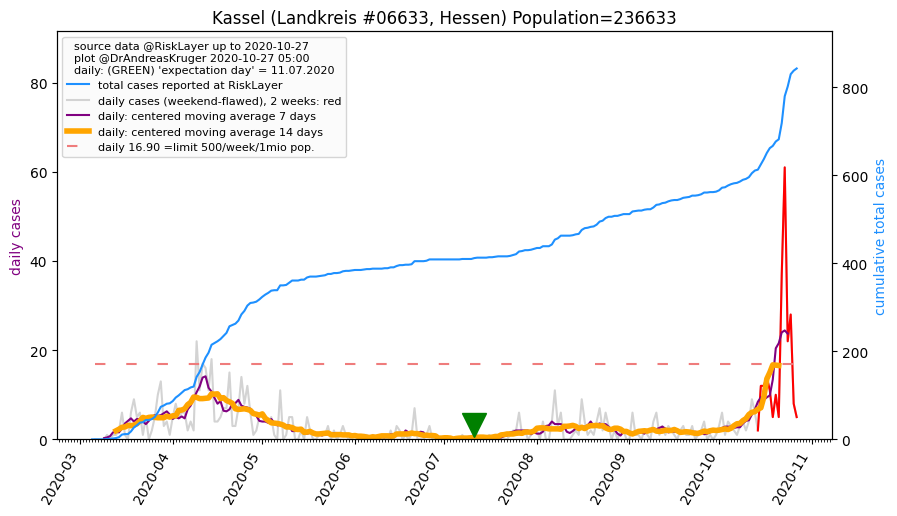 Kassel (Landkreis #06633, Hessen) Population=236633
source data @RiskLayer up to 2020-10-27
plot @DrAndreasKruger 2020-10-27 05:00
daily: (GREEN) 'expectation day' = 11.07.2020
total cases reported at RiskLayer
daily cases (weekend-flawed), 2 weeks: red
daily: centered moving average 7 days
daily: centered moving average 14 days
daily 16.90 =limit 500/week/1mio pop.
daily cases
80
60
40
20
0
cumulative total cases
800
600
400
200
0
2020-03
2020-04
2020-05
2020-06
2020-07
2020-08
2020-09
2020-10
2020-11